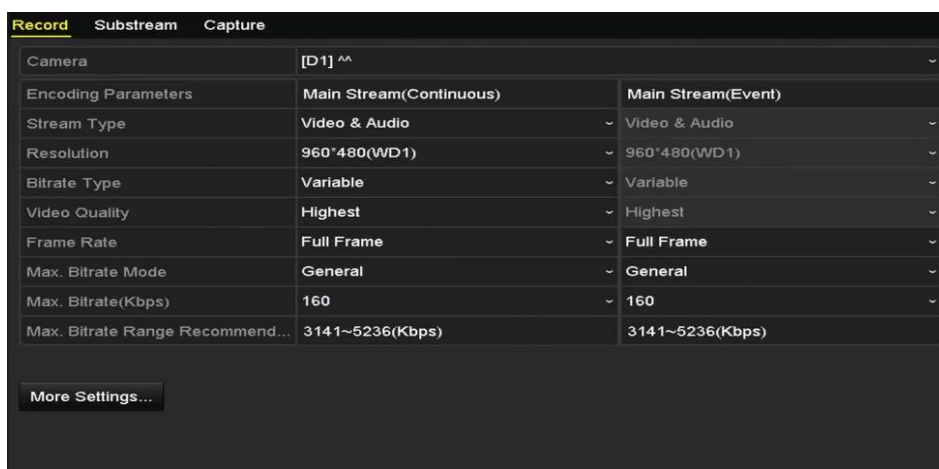 Record Substream Capture
Camera [D1] ^^
Encoding Parameters Main Stream(Continuous) Main Stream(Event)
Stream Type Video & Audio Video & Audio
Resolution 960*480(WD1) 960*480(WD1)
Bitrate Type Variable Variable
Video Quality Highest Highest
Frame Rate Full Frame Full Frame
Max. Bitrate Mode General General
Max. Bitrate(Kbps) 160 160
Max. Bitrate Range Recommend... 3141~5236(Kbps) 3141~5236(Kbps)
More Settings...